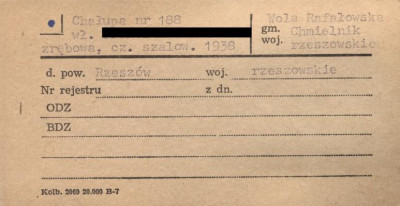 Chałupa nr 188 Wola Rafałowska
wł. gm. Chmielnik
zrębowa, cz. szalow. 1938 woj. rzeszowskie
d. pow. Rzeszów woj. rzeszowskie
Nr rejestru z dn.
ODZ
BDZ
Kolb. 2060 20.000 B-7